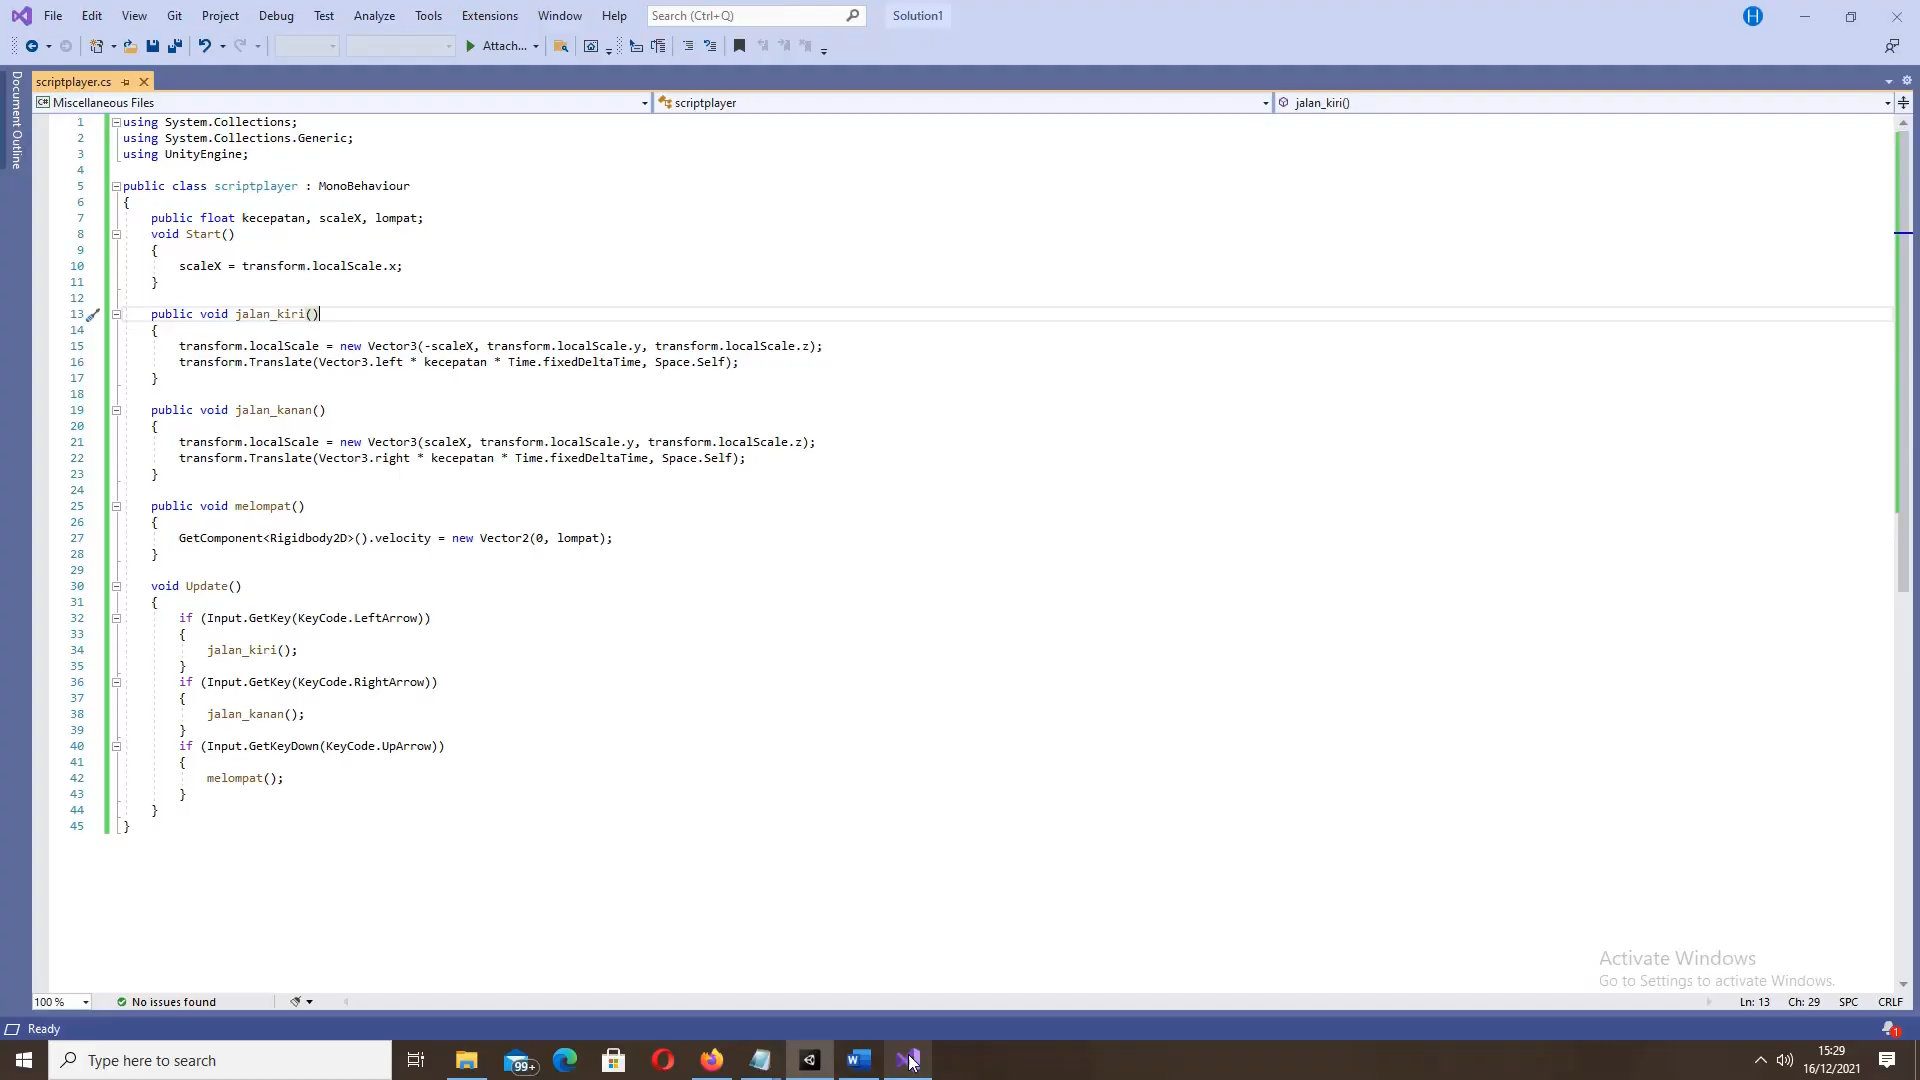 File Edit View Git Project Debug Test Analyze Tools Extensions Window Help Search (Ctrl+Q) Solution1 H
Attach...
scriptplayer.cs
C# Miscellaneous Files scriptplayer jalan_kiri()
Document Outline
1 using System.Collections;
2 using System.Collections.Generic;
3 using UnityEngine;
4
5 public class scriptplayer : MonoBehaviour
6 {
7 public float kecepatan, scaleX, lompat;
8 void Start()
9 {
10 scaleX = transform.localScale.x;
11 }
12
13 public void jalan_kiri()
14 {
15 transform.localScale = new Vector3(-scaleX, transform.localScale.y, transform.localScale.z);
16 transform.Translate(Vector3.left * kecepatan * Time.fixedDeltaTime, Space.Self);
17 }
18
19 public void jalan_kanan()
20 {
21 transform.localScale = new Vector3(scaleX, transform.localScale.y, transform.localScale.z);
22 transform.Translate(Vector3.right * kecepatan * Time.fixedDeltaTime, Space.Self);
23 }
24
25 public void melompat()
26 {
27 GetComponent<Rigidbody2D>().velocity = new Vector2(0, lompat);
28 }
29
30 void Update()
31 {
32 if (Input.GetKey(KeyCode.LeftArrow))
33 {
34 jalan_kiri();
35 }
36 if (Input.GetKey(KeyCode.RightArrow))
37 {
38 jalan_kanan();
39 }
40 if (Input.GetKeyDown(KeyCode.UpArrow))
41 {
42 melompat();
43 }
44 }
45 }
Activate Windows
Go to Settings to activate Windows.
100 % No issues found Ln: 13 Ch: 29 SPC CRLF
Ready 1
Type here to search 99+ W 15:29
16/12/2021